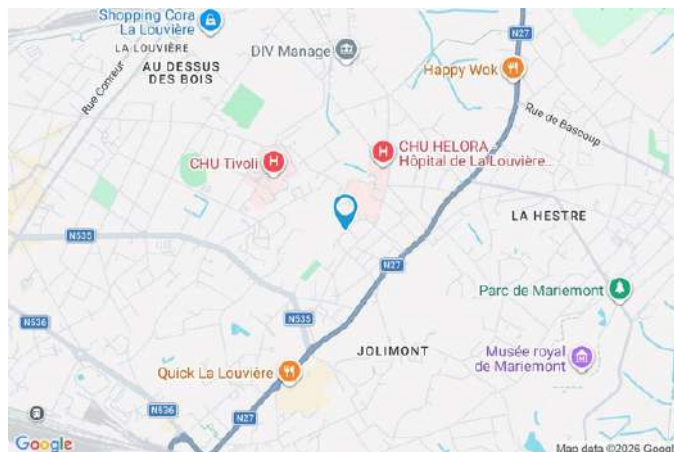 Shopping Cora
La Louvière
LA LOUVIÈRE
AU DESSUS
DES BOIS
Rue Conreur
DIV Manage
N27
Happy Wok
Rue de Bascoup
CHU Tivoli
H
H
CHU HELORA -
Hôpital de La Louvière...
LA HESTRE
N535
N27
Parc de Mariemont
N536
N535
JOLIMONT
Musée royal
de Mariemont
Quick La Louvière
N536
N27
Google
Map data ©2026 Google